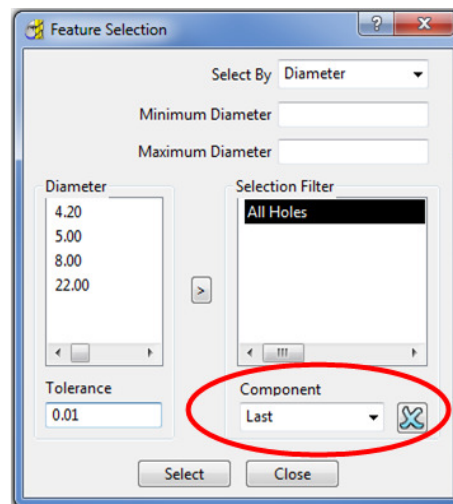 Feature Selection
Select By Diameter
Minimum Diameter
Maximum Diameter
Diameter
4.20
5.00
8.00
22.00
>
Selection Filter
All Holes
Tolerance
0.01
Component
Last
Select Close